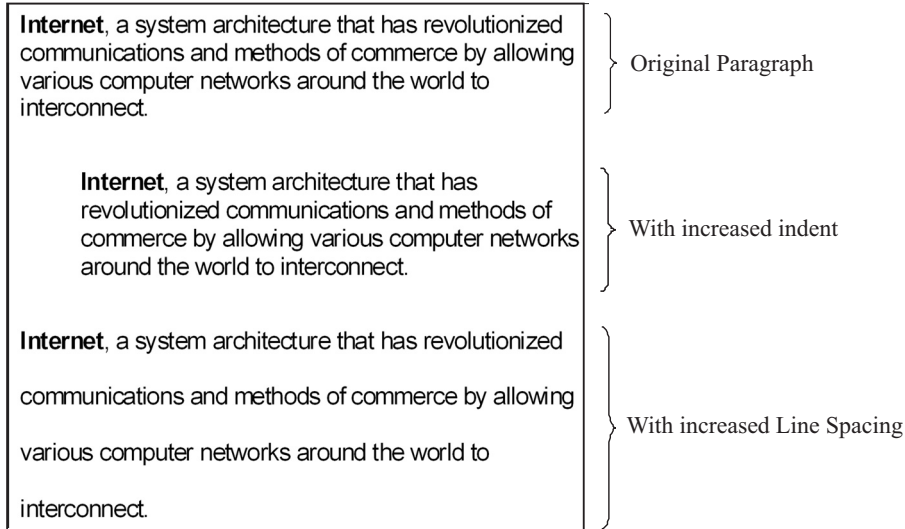 Internet, a system architecture that has revolutionized
communications and methods of commerce by allowing
various computer networks around the world to
interconnect.
Original Paragraph
Internet, a system architecture that has
revolutionized communications and methods of
commerce by allowing various computer networks
around the world to interconnect.
With increased indent
Internet, a system architecture that has revolutionized
communications and methods of commerce by allowing
various computer networks around the world to
interconnect.
With increased Line Spacing